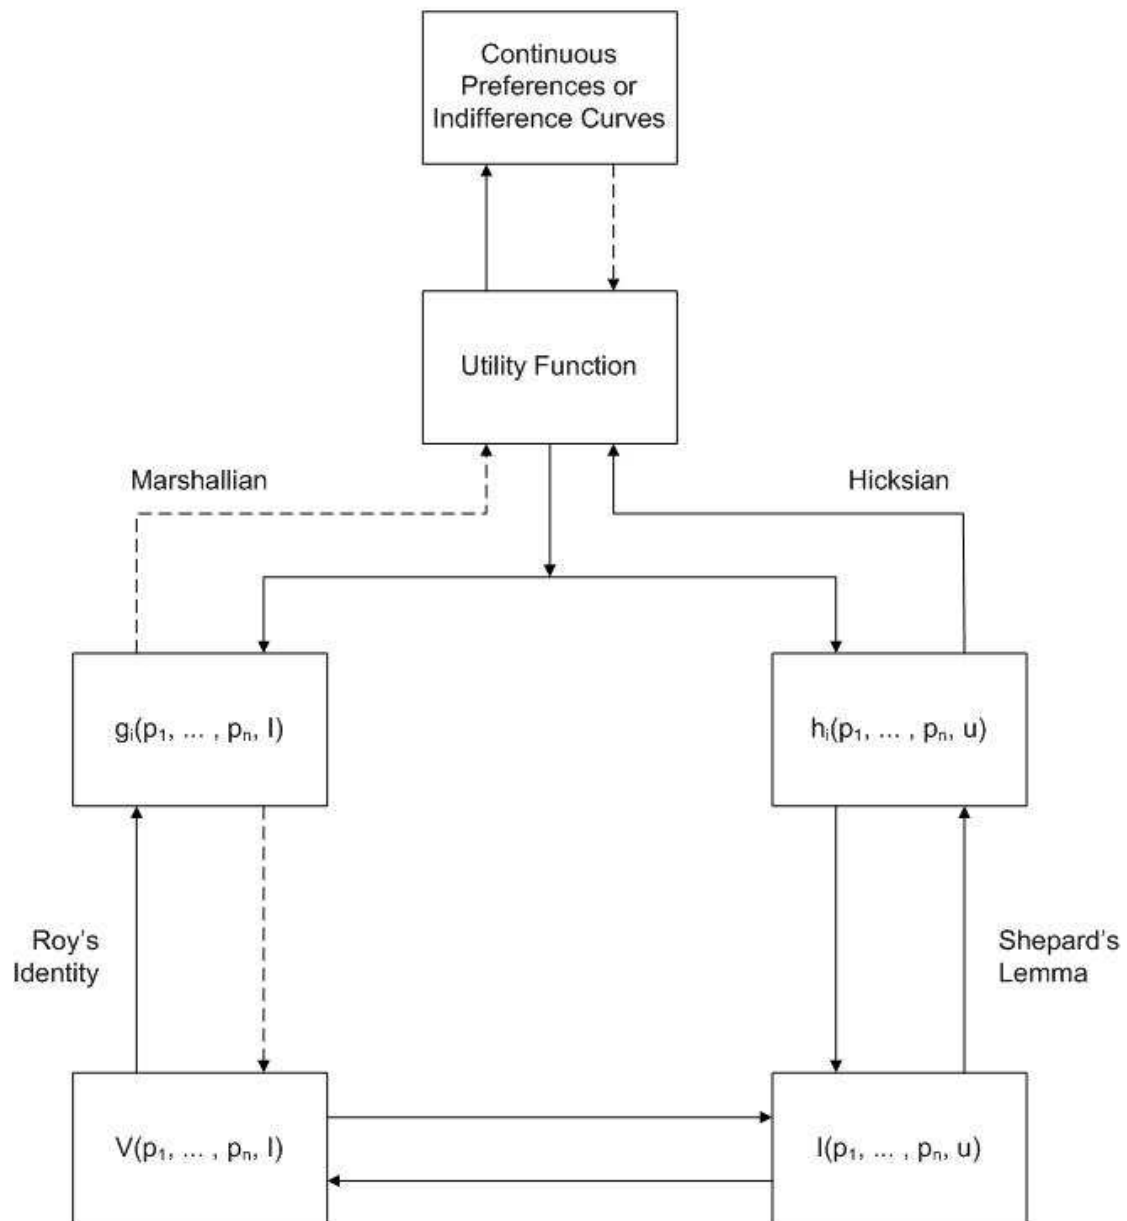 Continuous
Preferences or
Indifference Curves
Utility Function
Marshallian
Hicksian
gᵢ(p₁, ... , pₙ, I)
hᵢ(p₁, ... , pₙ, u)
Roy's
Identity
Shepard's
Lemma
V(p₁, ... , pₙ, I)
I(p₁, ... , pₙ, u)